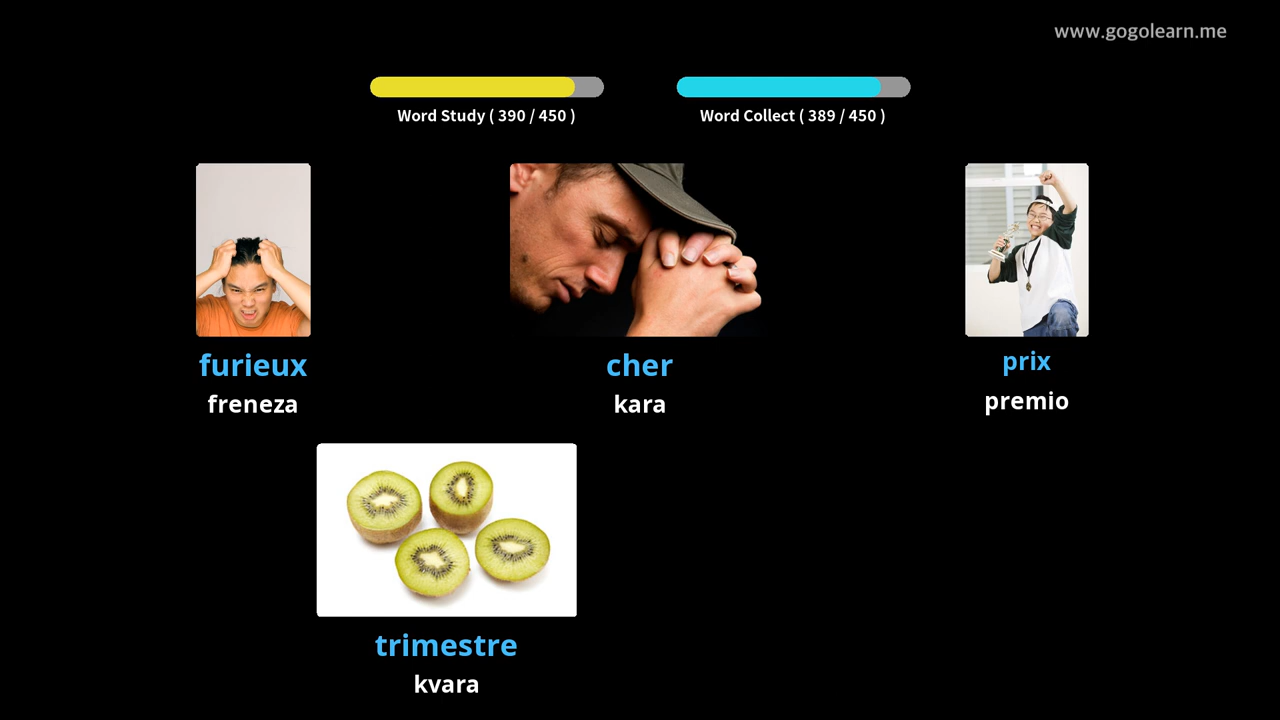 www.gogolearn.me
Word Study ( 390 / 450 )
Word Collect ( 389 / 450 )
furieux
freneza
cher
kara
prix
premio
trimestre
kvara